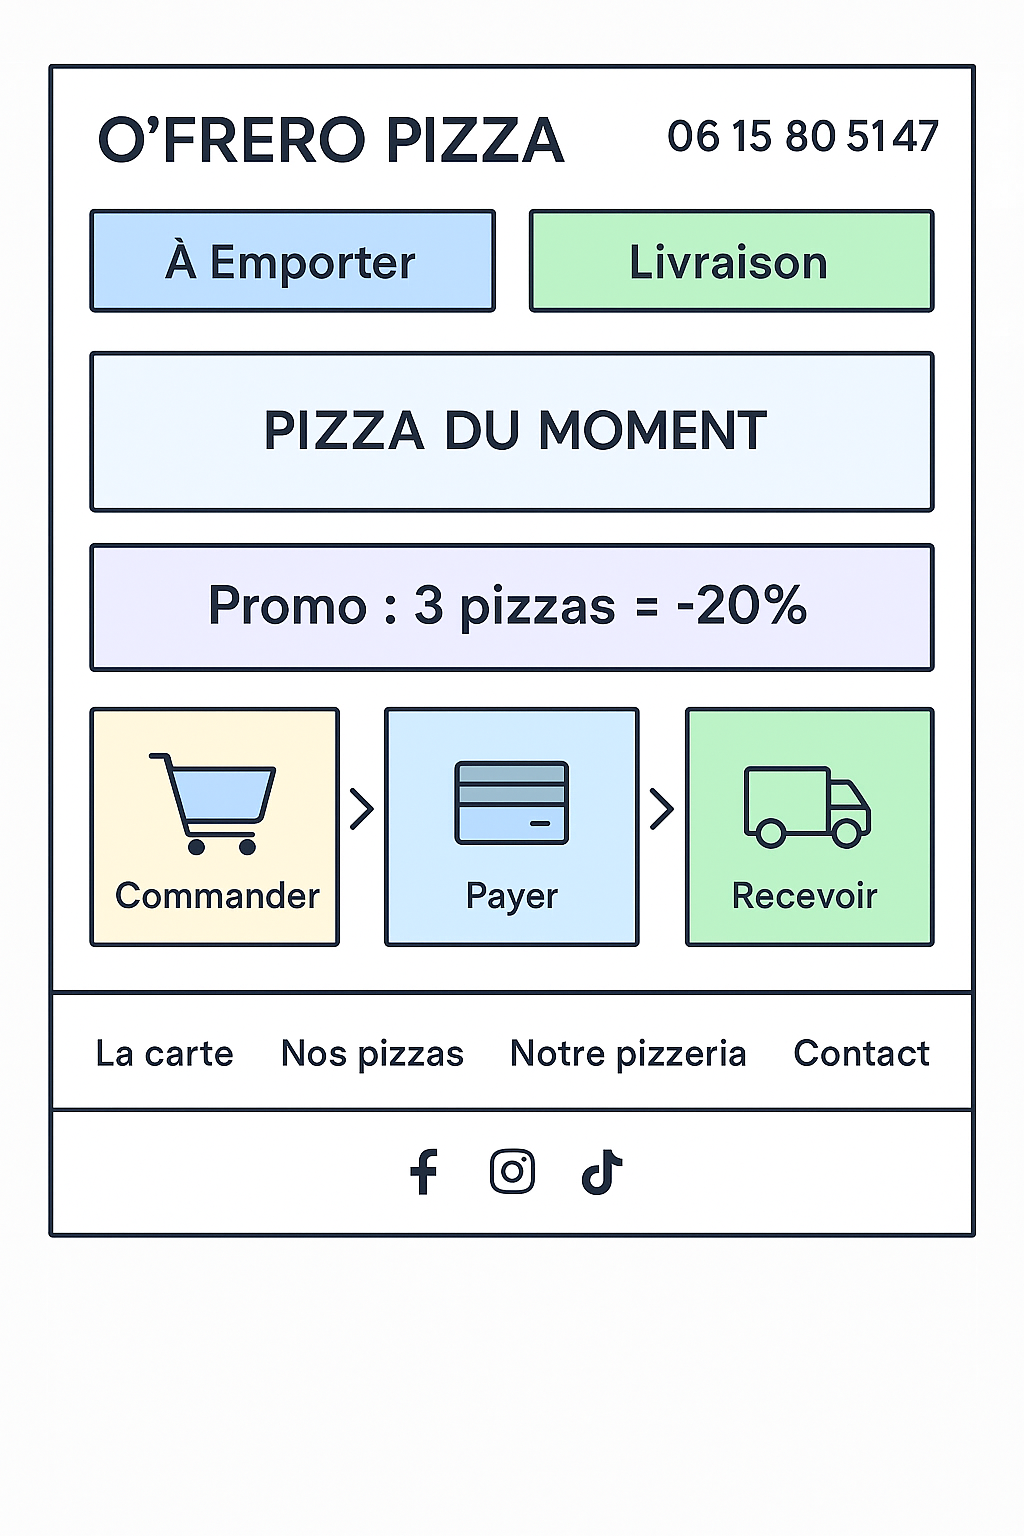 O’FRERO PIZZA
06 15 80 5147
À Emporter
Livraison
PIZZA DU MOMENT
Promo : 3 pizzas = -20%
Commander
Payer
Recevoir
La carte Nos pizzas Notre pizzeria Contact